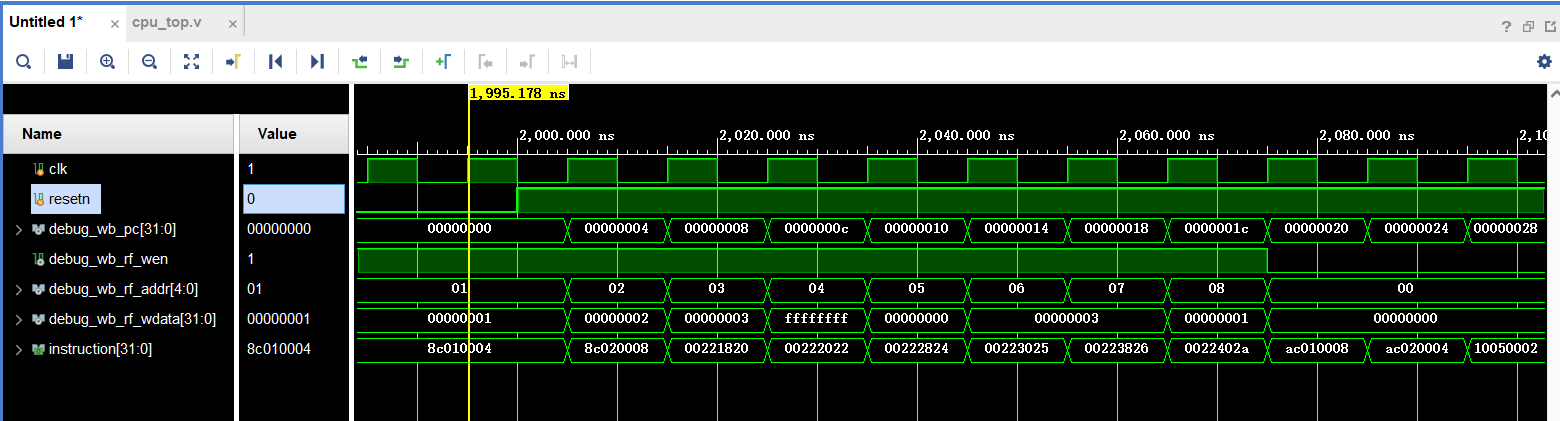 Untitled 1* × cpu_top.v ×
?
1,995.178 ns
Name Value
2,000.000 ns 2,020.000 ns 2,040.000 ns 2,060.000 ns 2,080.000 ns 2,10
clk 1
resetn 0
debug_wb_pc[31:0] 00000000 00000000 00000004 00000008 0000000c 00000010 00000014 00000018 0000001c 00000020 00000024 00000028
debug_wb_rf_wen 1
debug_wb_rf_addr[4:0] 01 01 02 03 04 05 06 07 08 00
debug_wb_rf_wdata[31:0] 00000001 00000001 00000002 00000003 ffffffff 00000000 00000003 00000001 00000000
instruction[31:0] 8c010004 8c010004 8c020008 00221820 00222022 00222824 00223025 00223826 0022402a ac010008 ac020004 10050002